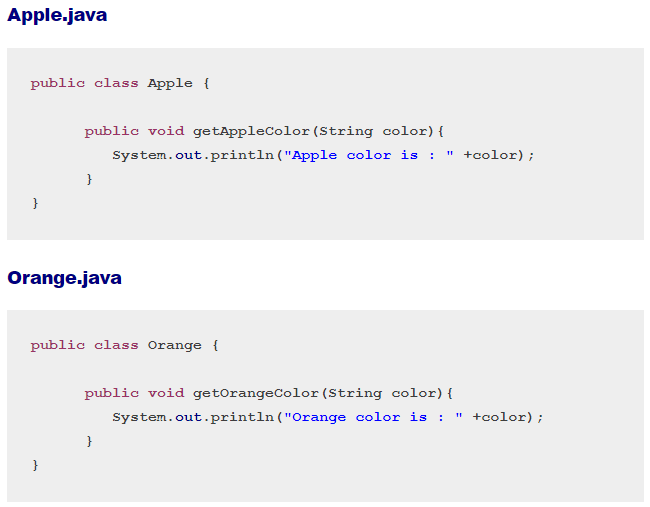 Apple.java
public class Apple {
public void getAppleColor(String color){
System.out.println("Apple color is : " +color);
}
}
Orange.java
public class Orange {
public void getOrangeColor(String color){
System.out.println("Orange color is : " +color);
}
}